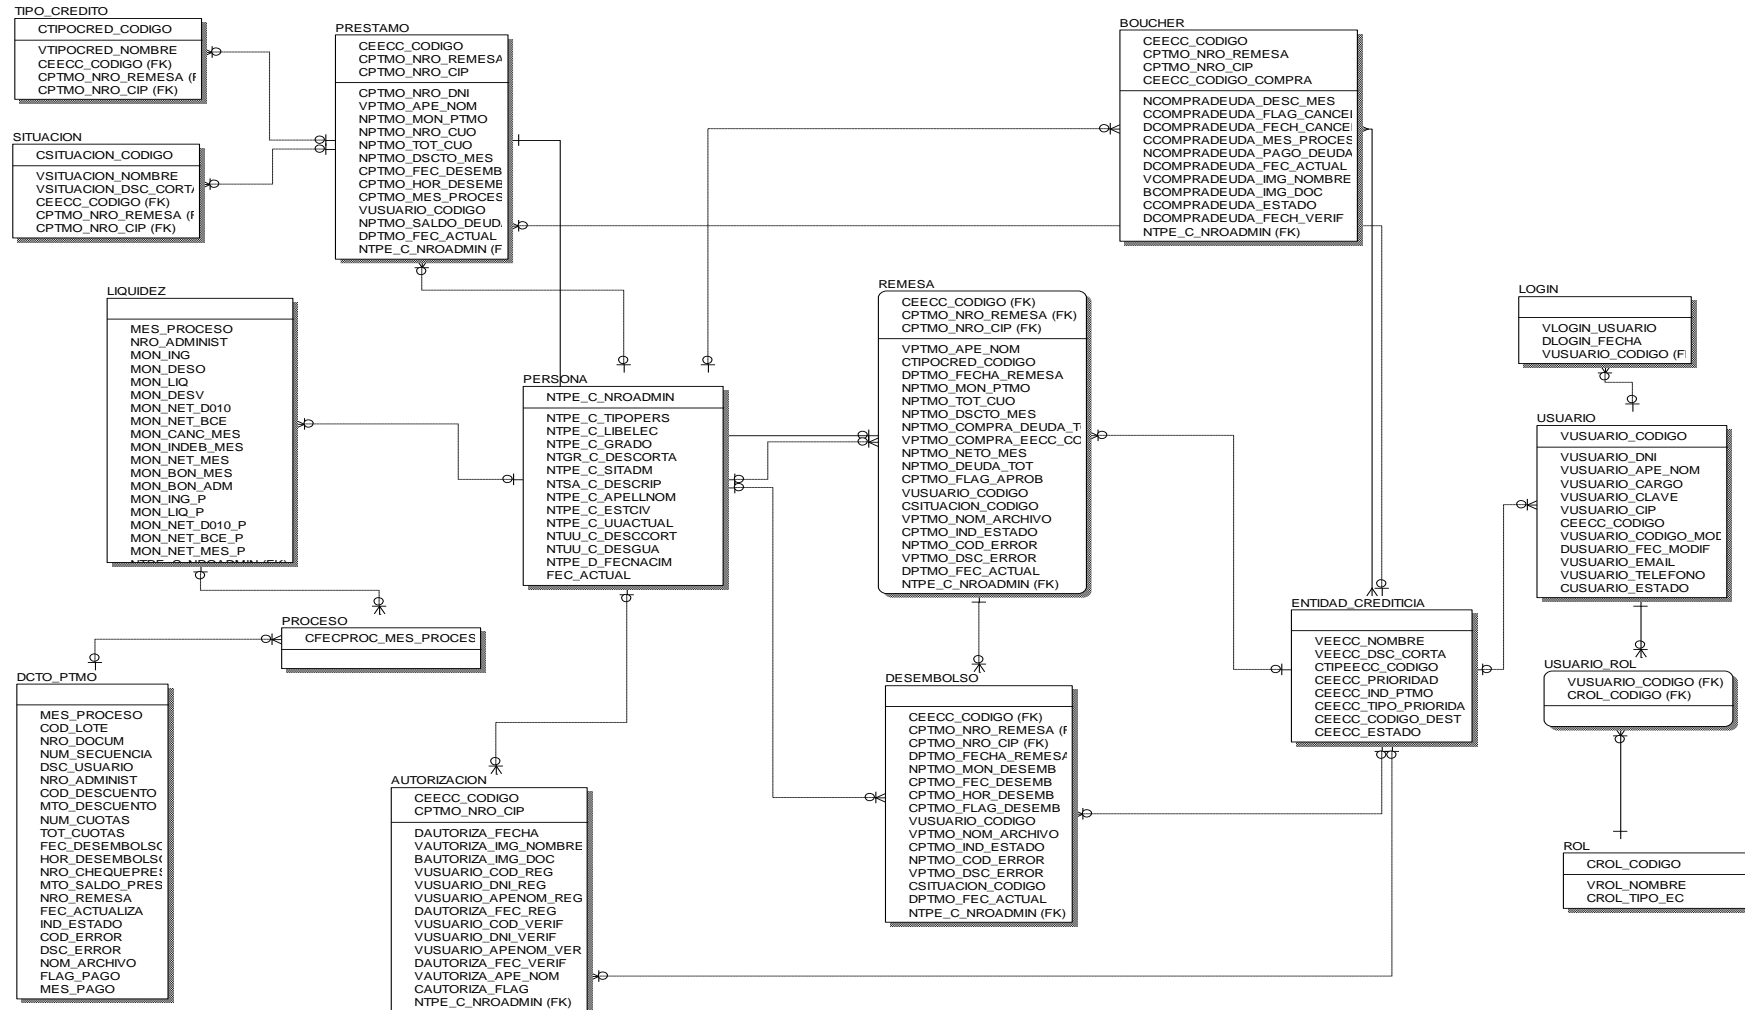 TIPO_CREDITO
CTIPOCRED_CODIGO
VTIPOCRED_NOMBRE
CEECC_CODIGO (FK)
CPTMO_NRO_REMESA (F
CPTMO_NRO_CIP (FK)
SITUACION
CSITUACION_CODIGO
VSITUACION_NOMBRE
VSITUACION_DSC_CORT
CEECC_CODIGO (FK)
CPTMO_NRO_REMESA (F
CPTMO_NRO_CIP (FK)
PRESTAMO
CEECC_CODIGO
CPTMO_NRO_REMESA
CPTMO_NRO_CIP
CPTMO_NRO_DNI
VPTMO_APE_NOM
NPTMO_MON_PTMO
NPTMO_NRO_CUO
NPTMO_TOT_CUO
NPTMO_DSCTO_MES
CPTMO_FEC_DESEMB
CPTMO_HOR_DESEMB
CPTMO_MES_PROCES
VUSUARIO_CODIGO
NPTMO_SALDO_DEUD
DPTMO_FEC_ACTUAL
NTPE_C_NROADMIN (F
BOUCHER
CEECC_CODIGO
CPTMO_NRO_REMESA
CPTMO_NRO_CIP
CEECC_CODIGO_COMPRA
NCOMPRADEUDA_DESC_MES
CCOMPRADEUDA_FLAG_CANCEI
DCOMPRADEUDA_FECH_CANCEI
CCOMPRADEUDA_MES_PROCES
NCOMPRADEUDA_PAGO_DEUDA
DCOMPRADEUDA_FEC_ACTUAL
VCOMPRADEUDA_IMG_NOMBRE
BCOMPRADEUDA_IMG_DOC
CCOMPRADEUDA_ESTADO
DCOMPRADEUDA_FECH_VERIF
NTPE_C_NROADMIN (FK)
LIQUIDEZ
MES_PROCESO
NRO_ADMINIST
MON_ING
MON_DESO
MON_LIQ
MON_DESV
MON_NET_D010
MON_NET_BCE
MON_CANC_MES
MON_INDEB_MES
MON_NET_MES
MON_BON_MES
MON_BON_ADM
MON_ING_P
MON_LIQ_P
MON_NET_D010_P
MON_NET_BCE_P
MON_NET_MES_P
NTPE_C_NROADMIN (FK)
PERSONA
NTPE_C_NROADMIN
NTPE_C_TIPOPERS
NTPE_C_LIBELEC
NTPE_C_GRADO
NTGR_C_DESCORTA
NTPE_C_SITADM
NTSA_C_DESCRIP
NTPE_C_APELLNOM
NTPE_C_ESTCIV
NTPE_C_UUACTUAL
NTUU_C_DESCCORT
NTUU_C_DESGUA
NTPE_D_FECNACIM
FEC_ACTUAL
REMESA
CEECC_CODIGO (FK)
CPTMO_NRO_REMESA (FK)
CPTMO_NRO_CIP (FK)
VPTMO_APE_NOM
CTIPOCRED_CODIGO
DPTMO_FECHA_REMESA
NPTMO_MON_PTMO
NPTMO_TOT_CUO
NPTMO_DSCTO_MES
NPTMO_COMPRA_DEUDA_T
VPTMO_COMPRA_EECC_CC
NPTMO_NETO_MES
NPTMO_DEUDA_TOT
CPTMO_FLAG_APROB
VUSUARIO_CODIGO
CSITUACION_CODIGO
VPTMO_NOM_ARCHIVO
CPTMO_IND_ESTADO
NPTMO_COD_ERROR
VPTMO_DSC_ERROR
DPTMO_FEC_ACTUAL
NTPE_C_NROADMIN (FK)
LOGIN
VLOGIN_USUARIO
DLOGIN_FECHA
VUSUARIO_CODIGO (F
USUARIO
VUSUARIO_CODIGO
VUSUARIO_DNI
VUSUARIO_APE_NOM
VUSUARIO_CARGO
VUSUARIO_CLAVE
VUSUARIO_CIP
CEECC_CODIGO
VUSUARIO_CODIGO_MOD
DUSUARIO_FEC_MODIF
VUSUARIO_EMAIL
VUSUARIO_TELEFONO
CUSUARIO_ESTADO
PROCESO
CFECPROC_MES_PROCES
DCTO_PTMO
MES_PROCESO
COD_LOTE
NRO_DOCUM
NUM_SECUENCIA
DSC_USUARIO
NRO_ADMINIST
COD_DESCUENTO
MTO_DESCUENTO
NUM_CUOTAS
TOT_CUOTAS
FEC_DESEMBOLSO
HOR_DESEMBOLSO
NRO_CHEQUEPRES
MTO_SALDO_PRES
NRO_REMESA
FEC_ACTUALIZA
IND_ESTADO
COD_ERROR
DSC_ERROR
NOM_ARCHIVO
FLAG_PAGO
MES_PAGO
AUTORIZACION
CEECC_CODIGO
CPTMO_NRO_CIP
DAUTORIZA_FECHA
VAUTORIZA_IMG_NOMBRE
BAUTORIZA_IMG_DOC
VUSUARIO_COD_REG
VUSUARIO_DNI_REG
VUSUARIO_APENOM_REG
DAUTORIZA_FEC_REG
VUSUARIO_COD_VERIF
VUSUARIO_DNI_VERIF
VUSUARIO_APENOM_VER
DAUTORIZA_FEC_VERIF
VAUTORIZA_APE_NOM
CAUTORIZA_FLAG
NTPE_C_NROADMIN (FK)
DESEMBOLSO
CEECC_CODIGO (FK)
CPTMO_NRO_REMESA (F
CPTMO_NRO_CIP (FK)
DPTMO_FECHA_REMESA
NPTMO_MON_DESEMB
CPTMO_FEC_DESEMB
CPTMO_HOR_DESEMB
CPTMO_FLAG_DESEMB
VUSUARIO_CODIGO
VPTMO_NOM_ARCHIVO
CPTMO_IND_ESTADO
NPTMO_COD_ERROR
VPTMO_DSC_ERROR
CSITUACION_CODIGO
DPTMO_FEC_ACTUAL
NTPE_C_NROADMIN (FK)
ENTIDAD_CREDITICIA
VEECC_NOMBRE
VEECC_DSC_CORTA
CTIPEECC_CODIGO
CEECC_PRIORIDAD
CEECC_IND_PTMO
CEECC_TIPO_PRIORIDA
CEECC_CODIGO_DEST
CEECC_ESTADO
USUARIO_ROL
VUSUARIO_CODIGO (FK)
CROL_CODIGO (FK)
ROL
CROL_CODIGO
VROL_NOMBRE
CROL_TIPO_EC